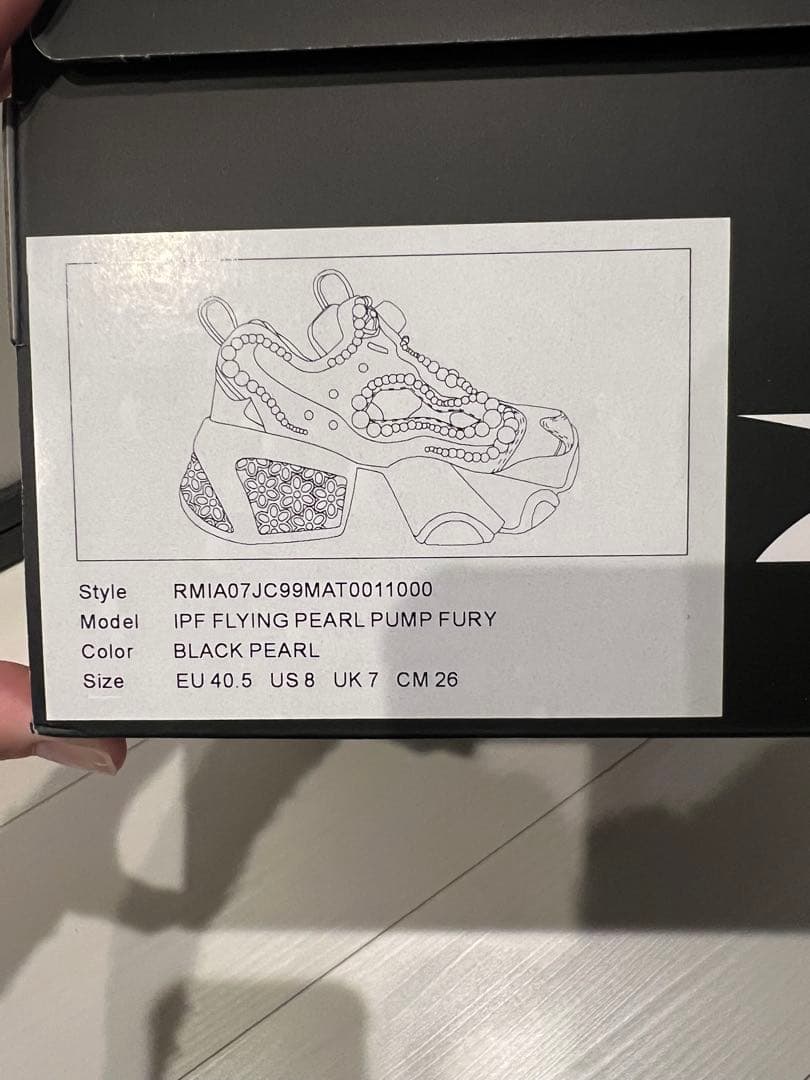 Style RMIA07JC99MAT0011000
Model IPF FLYING PEARL PUMP FURY
Color BLACK PEARL
Size EU 40.5 US 8 UK 7 CM 26